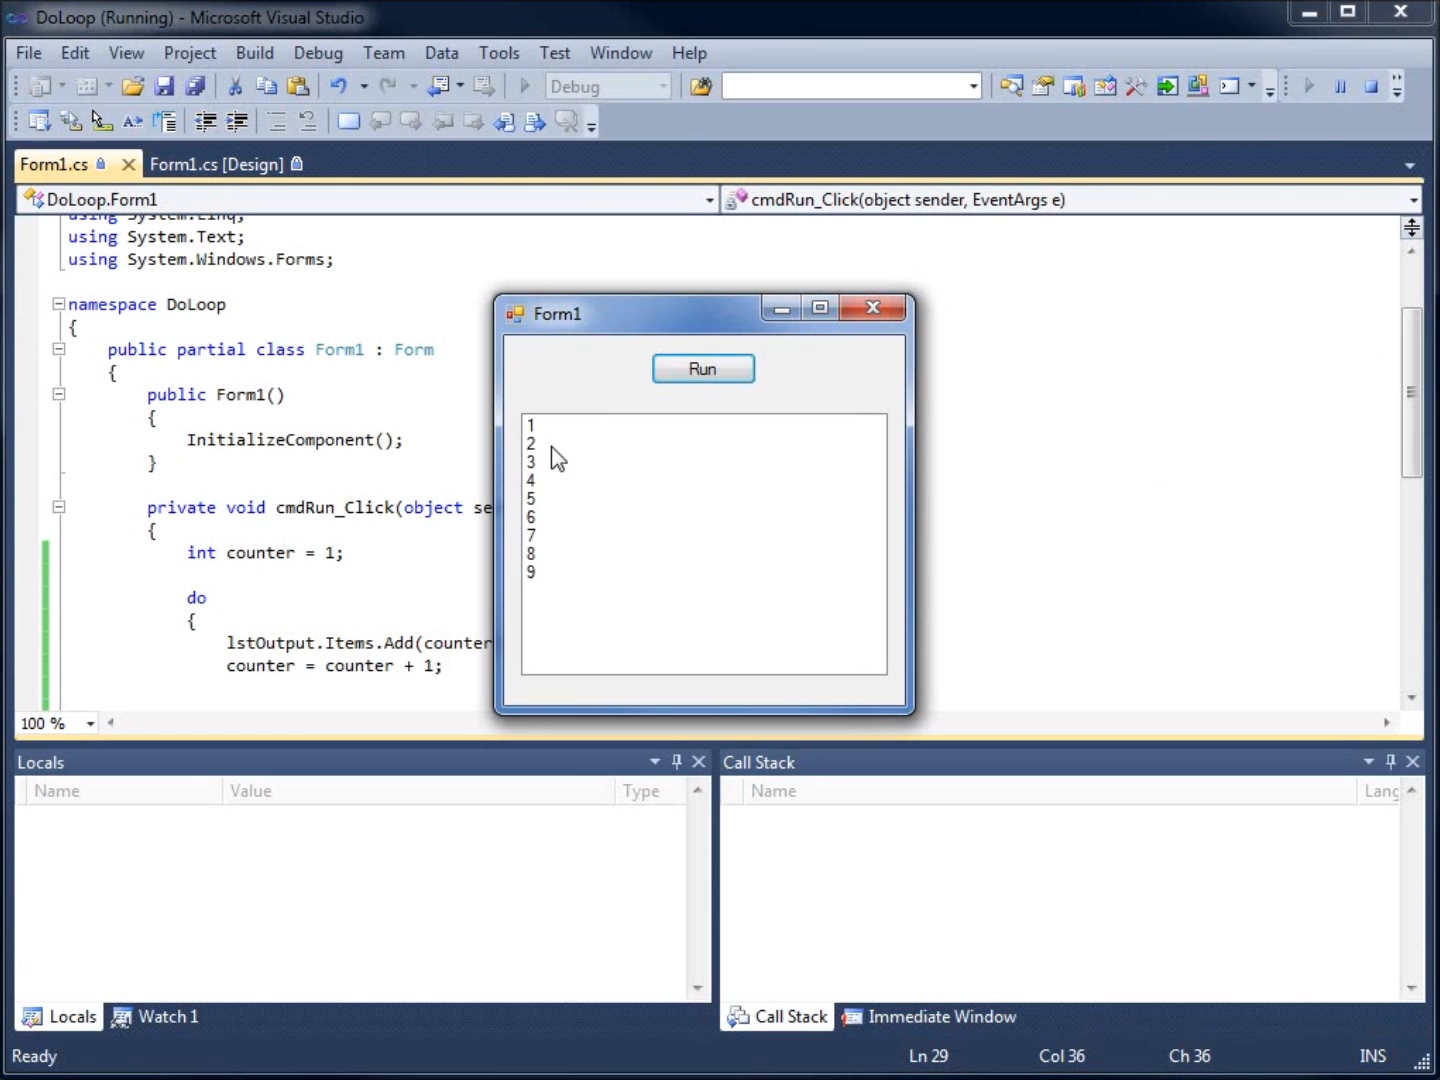 DoLoop (Running) - Microsoft Visual Studio
File Edit View Project Build Debug Team Data Tools Test Window Help
Debug
Form1.cs Form1.cs [Design]
DoLoop.Form1 cmdRun_Click(object sender, EventArgs e)
using System.Linq;
using System.Text;
using System.Windows.Forms;
namespace DoLoop
{
public partial class Form1 : Form
{
public Form1()
{
InitializeComponent();
}
private void cmdRun_Click(object se
{
int counter = 1;
do
{
lstOutput.Items.Add(counter
counter = counter + 1;
Form1
Run
1
2
3
4
5
6
7
8
9
100 %
Locals
Name Value Type
Call Stack
Name Lang
Locals Watch 1
Call Stack Immediate Window
Ready Ln 29 Col 36 Ch 36 INS